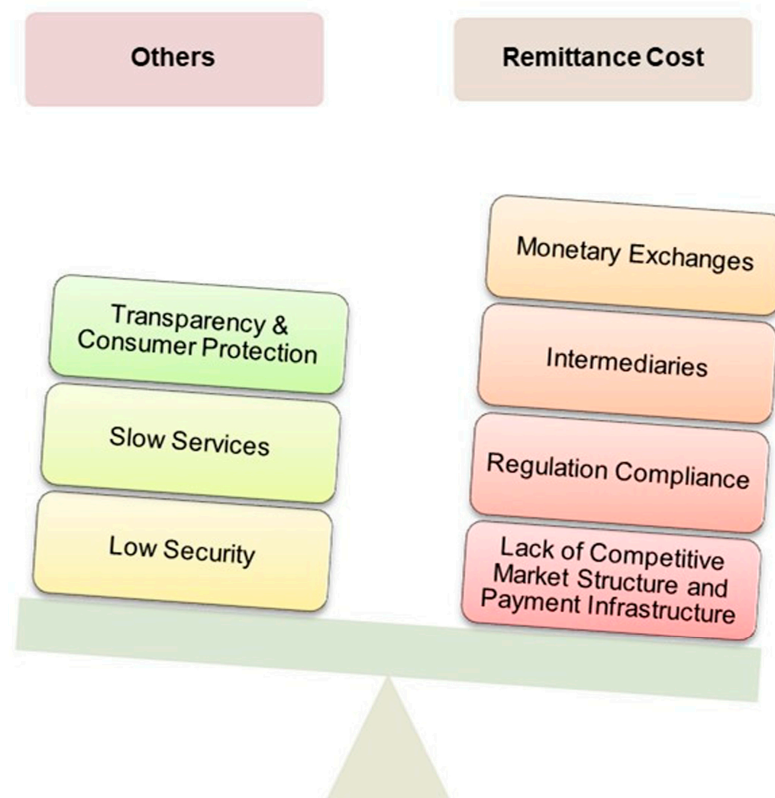 Others
Remittance Cost
Transparency &
Consumer Protection
Slow Services
Low Security
Monetary Exchanges
Intermediaries
Regulation Compliance
Lack of Competitive
Market Structure and
Payment Infrastructure